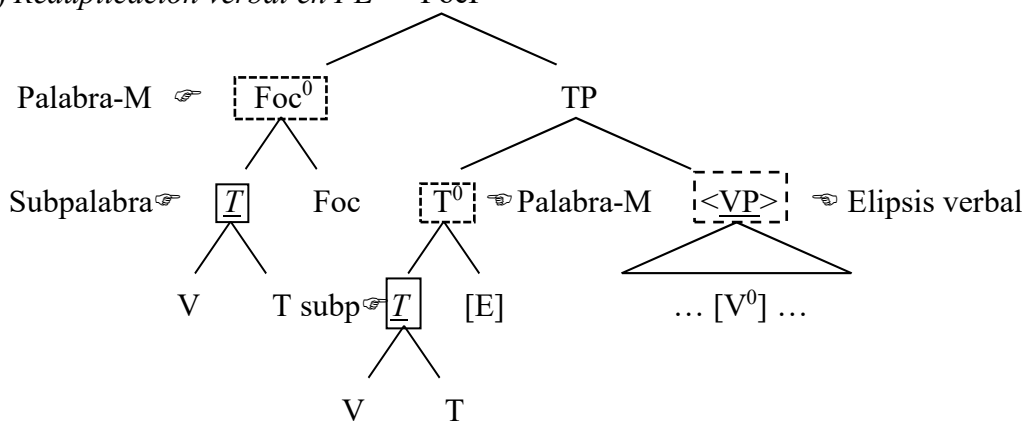 ) Reduplicación verbal en PE FocP
Palabra-M ☞ Foc⁰ TP
Subpalabra☞ T Foc T⁰ ☜Palabra-M <VP> ☜ Elipsis verbal
V T subp☞ T [E] … [V⁰] …
V T